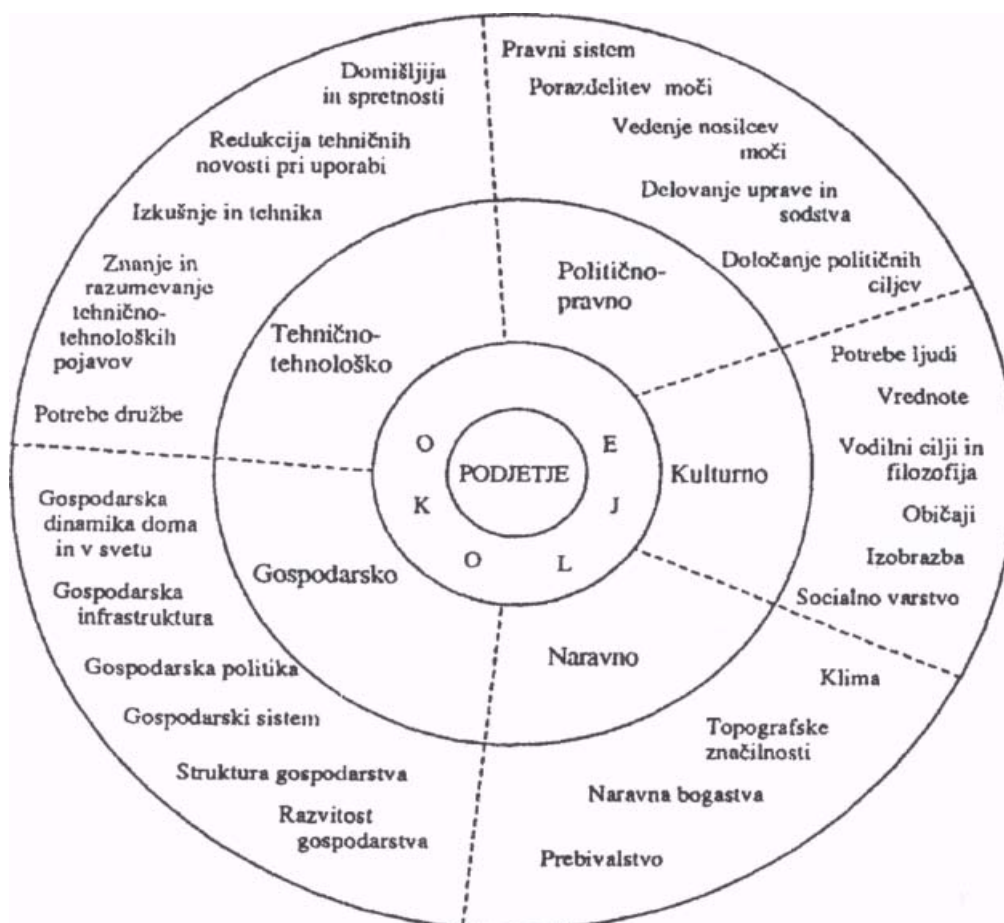 Pravni sistem
Porazdelitev moči
Vedenje nosilcev
moči
Delovanje uprave in
sodstva
Določanje političnih
ciljev
Potrebe ljudi
Vrednote
Vodilni cilji in
filozofija
Običaji
Izobrazba
Socialno varstvo
Klima
Topografske
značilnosti
Naravna bogastva
Prebivalstvo
Razvitost
gospodarstva
Struktura gospodarstva
Gospodarski sistem
Gospodarska politika
Gospodarska
infrastruktura
Gospodarska
dinamika doma
in v svetu
Potrebe družbe
Znanje in
razumevanje
tehnično-
tehnoloških
pojavov
Izkušnje in tehnika
Redukcija tehničnih
novosti pri uporabi
Domišljija
in spretnosti
Politično-
pravno
Kulturno
Naravno
Gospodarsko
Tehnično-
tehnološko
O K O L J E
PODJETJE